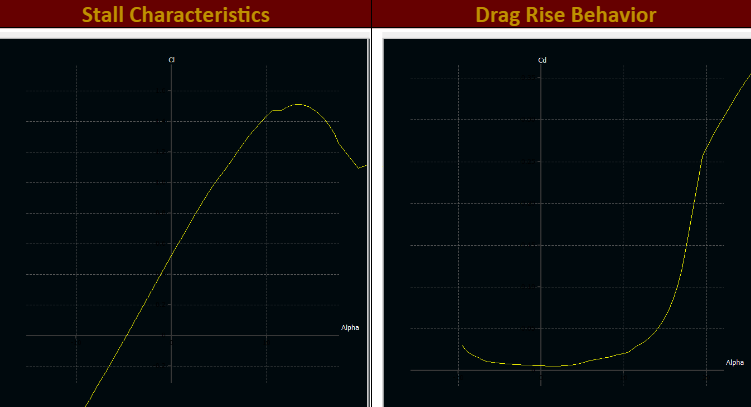 Stall Characteristics
Drag Rise Behavior
Cl
Alpha
Cd
Alpha